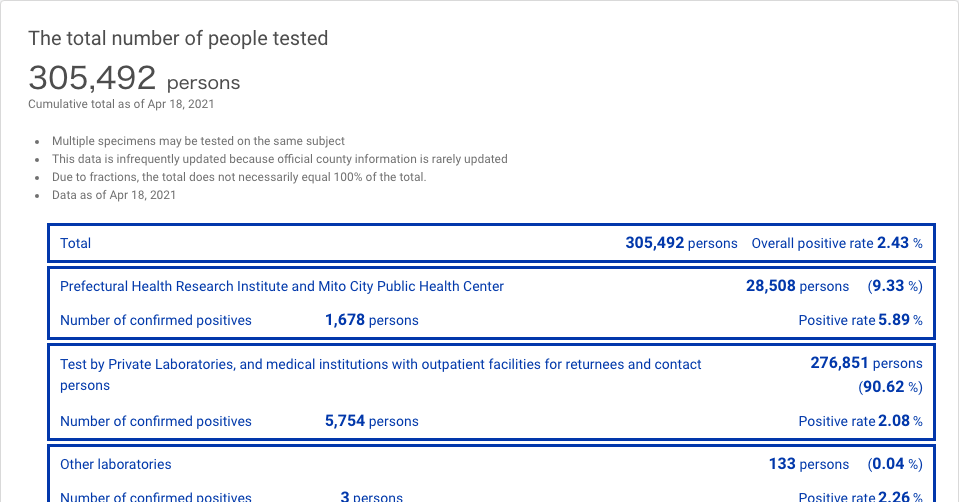 The total number of people tested
305,492 persons
Cumulative total as of Apr 18, 2021
Multiple specimens may be tested on the same subject
This data is infrequently updated because official county information is rarely updated
Due to fractions, the total does not necessarily equal 100% of the total.
Data as of Apr 18, 2021
Total 305,492 persons Overall positive rate 2.43 %
Prefectural Health Research Institute and Mito City Public Health Center 28,508 persons (9.33 %)
Number of confirmed positives 1,678 persons Positive rate 5.89 %
Test by Private Laboratories, and medical institutions with outpatient facilities for returnees and contact 276,851 persons
persons (90.62 %)
Number of confirmed positives 5,754 persons Positive rate 2.08 %
Other laboratories 133 persons (0.04 %)
Number of confirmed positives 3 persons Positive rate 2.26 %